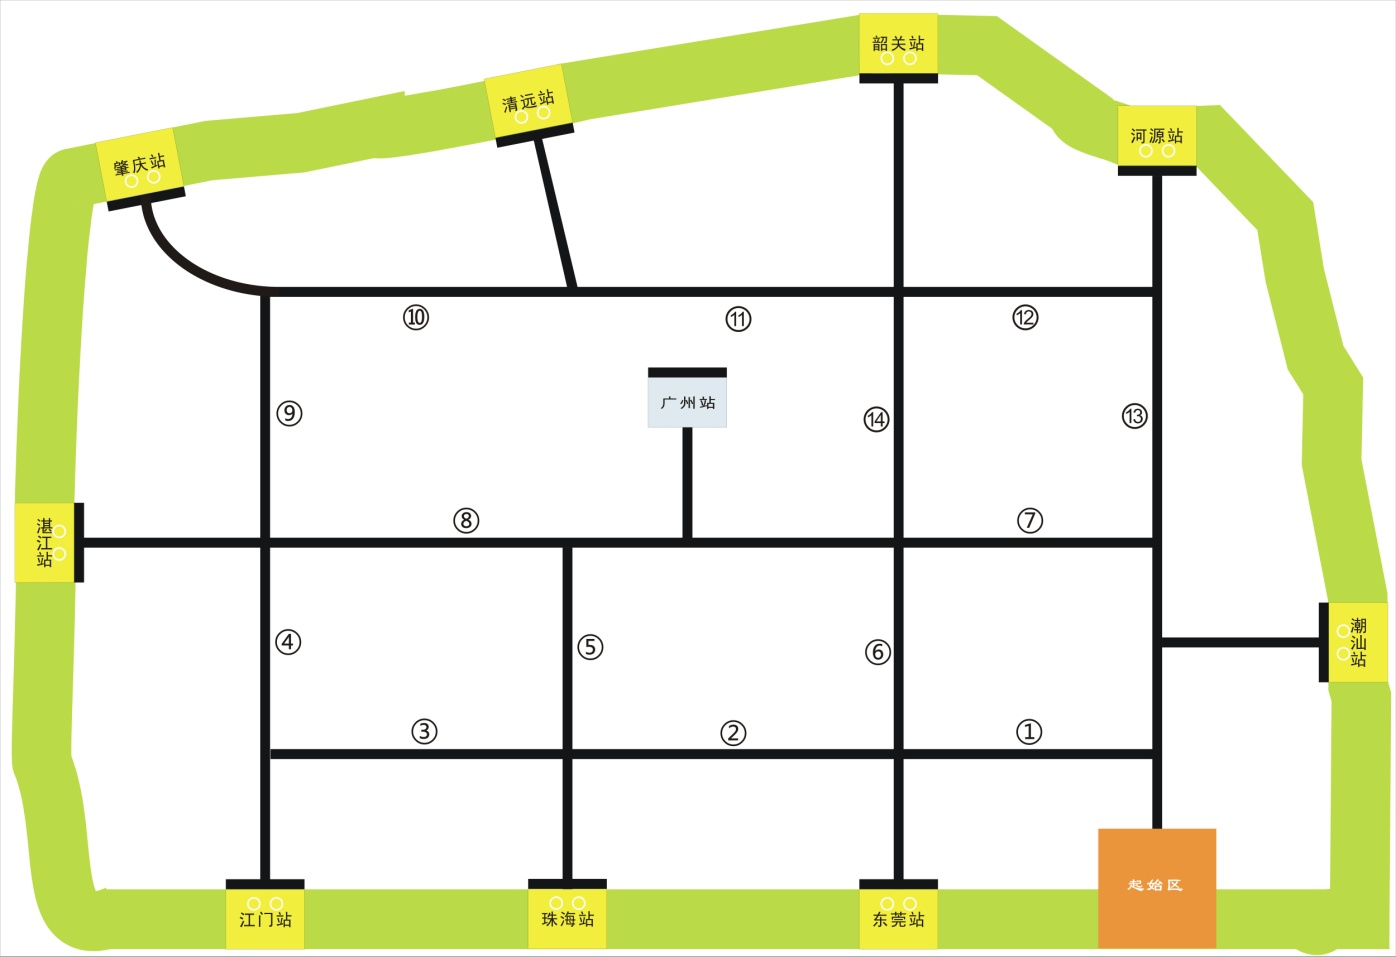 韶关站
清远站
河源站
肇庆站
⑩
⑪
⑫
广州站
⑨
⑭
⑬
⑧
⑦
湛江站
④
⑤
⑥
潮汕站
③
②
①
起始区
江门站
珠海站
东莞站